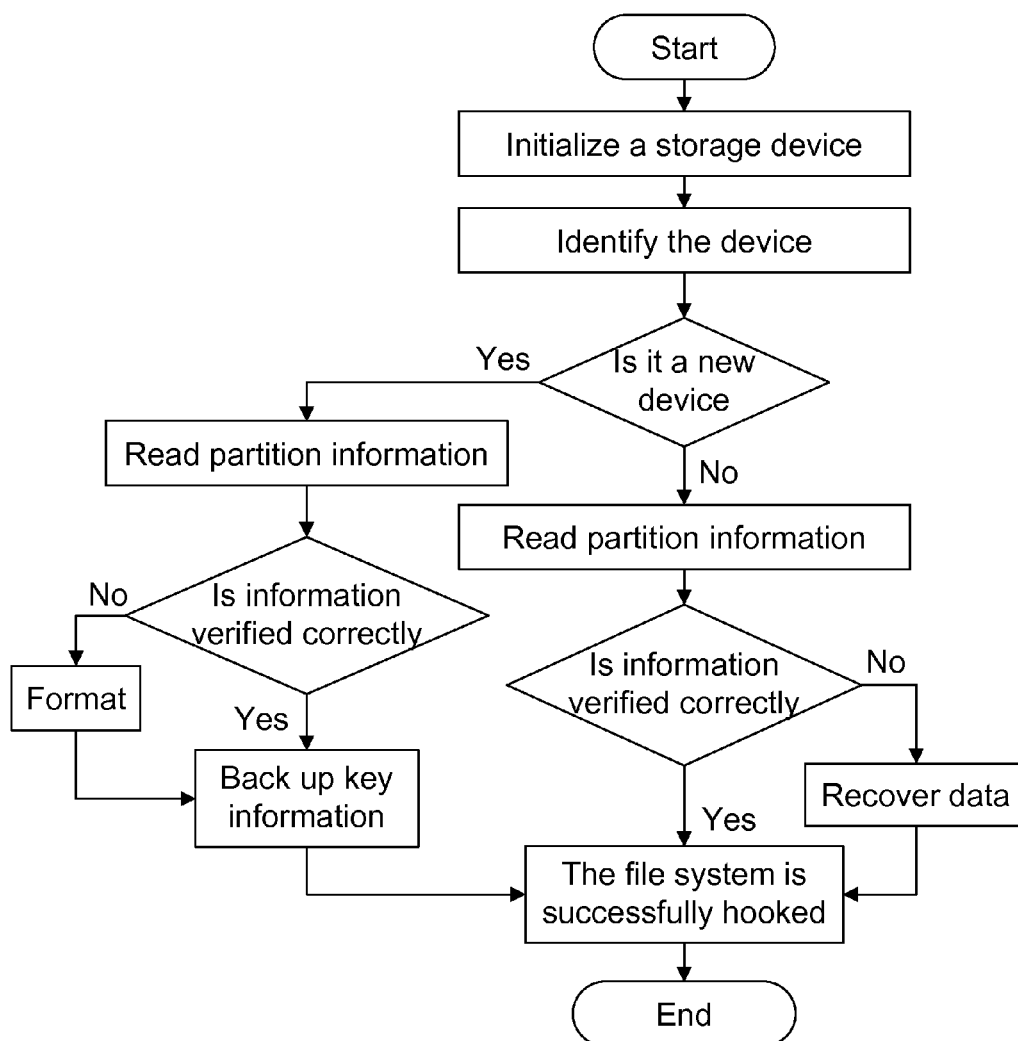 Start
Initialize a storage device
Identify the device
Is it a new
device
Yes
No
Read partition information
Is information
verified correctly
No
Format
Yes
Back up key
information
Read partition information
Is information
verified correctly
No
Recover data
Yes
The file system is
successfully hooked
End